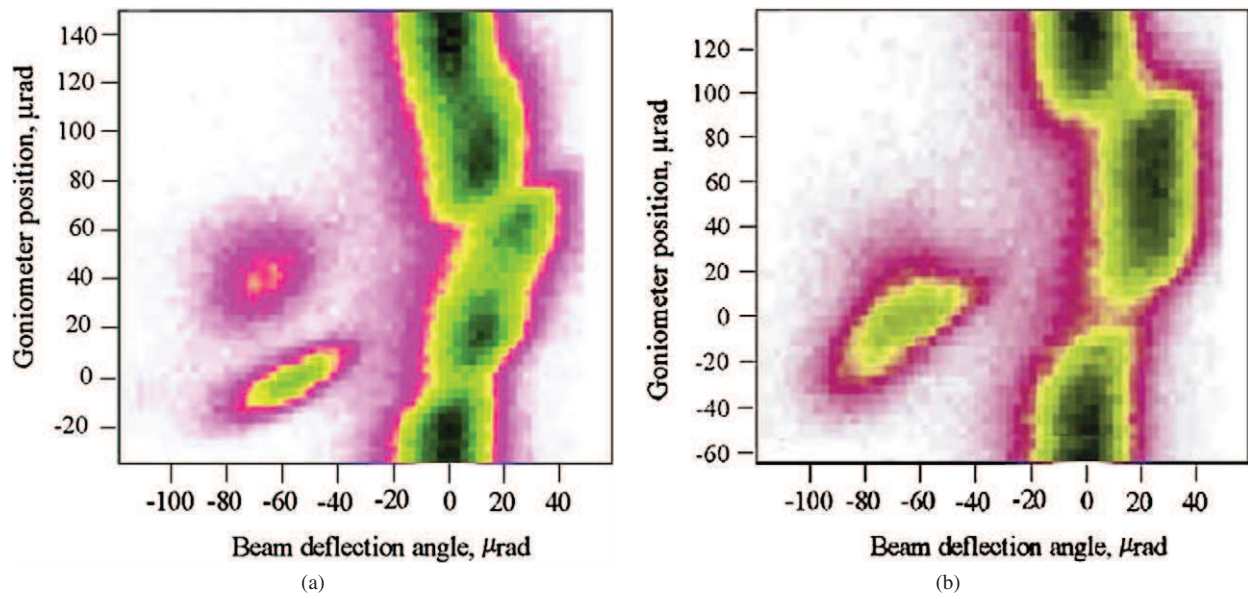 140
120
100
80
60
40
20
0
-20
Goniometer position, μrad
-100 -80 -60 -40 -20 0 20 40
Beam deflection angle, μrad
(a)
120
100
80
60
40
20
0
-20
-40
-60
Goniometer position, μrad
-100 -80 -60 -40 -20 0 20 40
Beam deflection angle, μrad
(b)